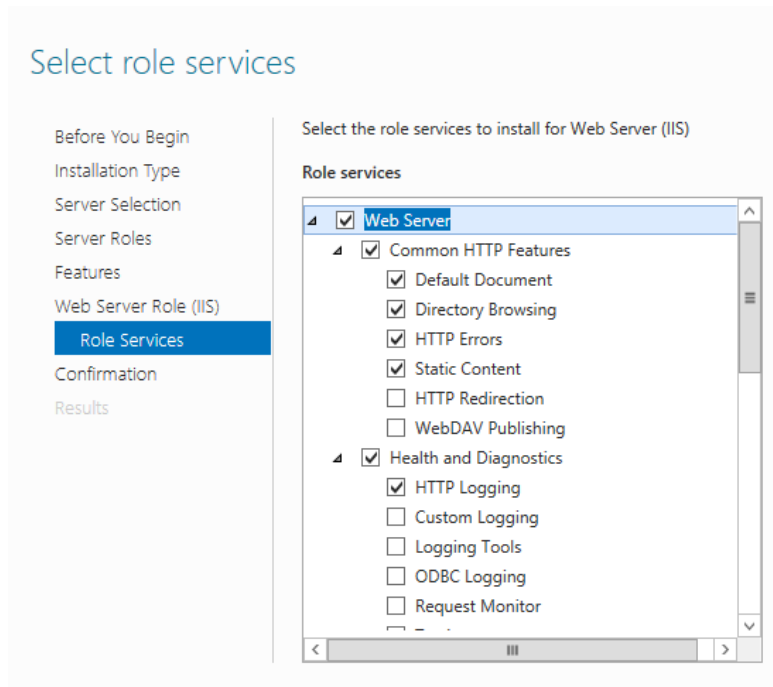 Select role services
Before You Begin
Installation Type
Server Selection
Server Roles
Features
Web Server Role (IIS)
Role Services
Confirmation
Results
Select the role services to install for Web Server (IIS)
Role services
Web Server
Common HTTP Features
Default Document
Directory Browsing
HTTP Errors
Static Content
HTTP Redirection
WebDAV Publishing
Health and Diagnostics
HTTP Logging
Custom Logging
Logging Tools
ODBC Logging
Request Monitor